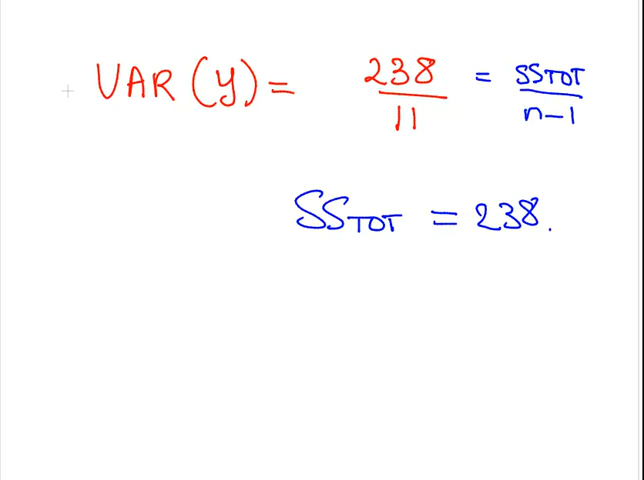 VAR (y) = 238/11 = SSTOT/n-1
SSTOT = 238.